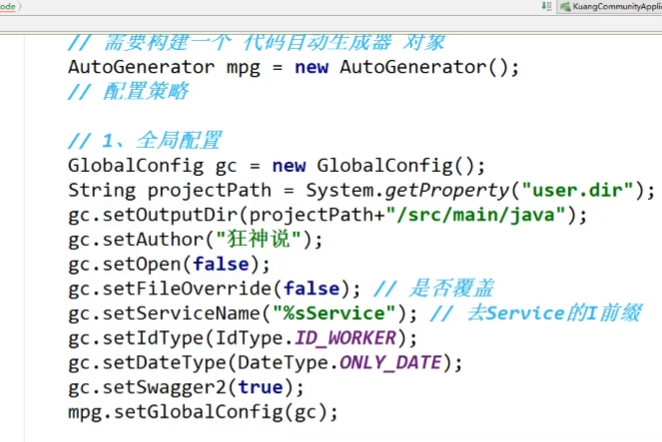 ode
KuangCommunityApplic
// 需要构建一个 代码自动生成器 对象
AutoGenerator mpg = new AutoGenerator();
// 配置策略
// 1、全局配置
GlobalConfig gc = new GlobalConfig();
String projectPath = System.getProperty("user.dir");
gc.setOutputDir(projectPath+"/src/main/java");
gc.setAuthor("狂神说");
gc.setOpen(false);
gc.setFileOverride(false); // 是否覆盖
gc.setServiceName("%sService"); // 去Service的I前缀
gc.setIdType(IdType.ID_WORKER);
gc.setDateType(DateType.ONLY_DATE);
gc.setSwagger2(true);
mpg.setGlobalConfig(gc);